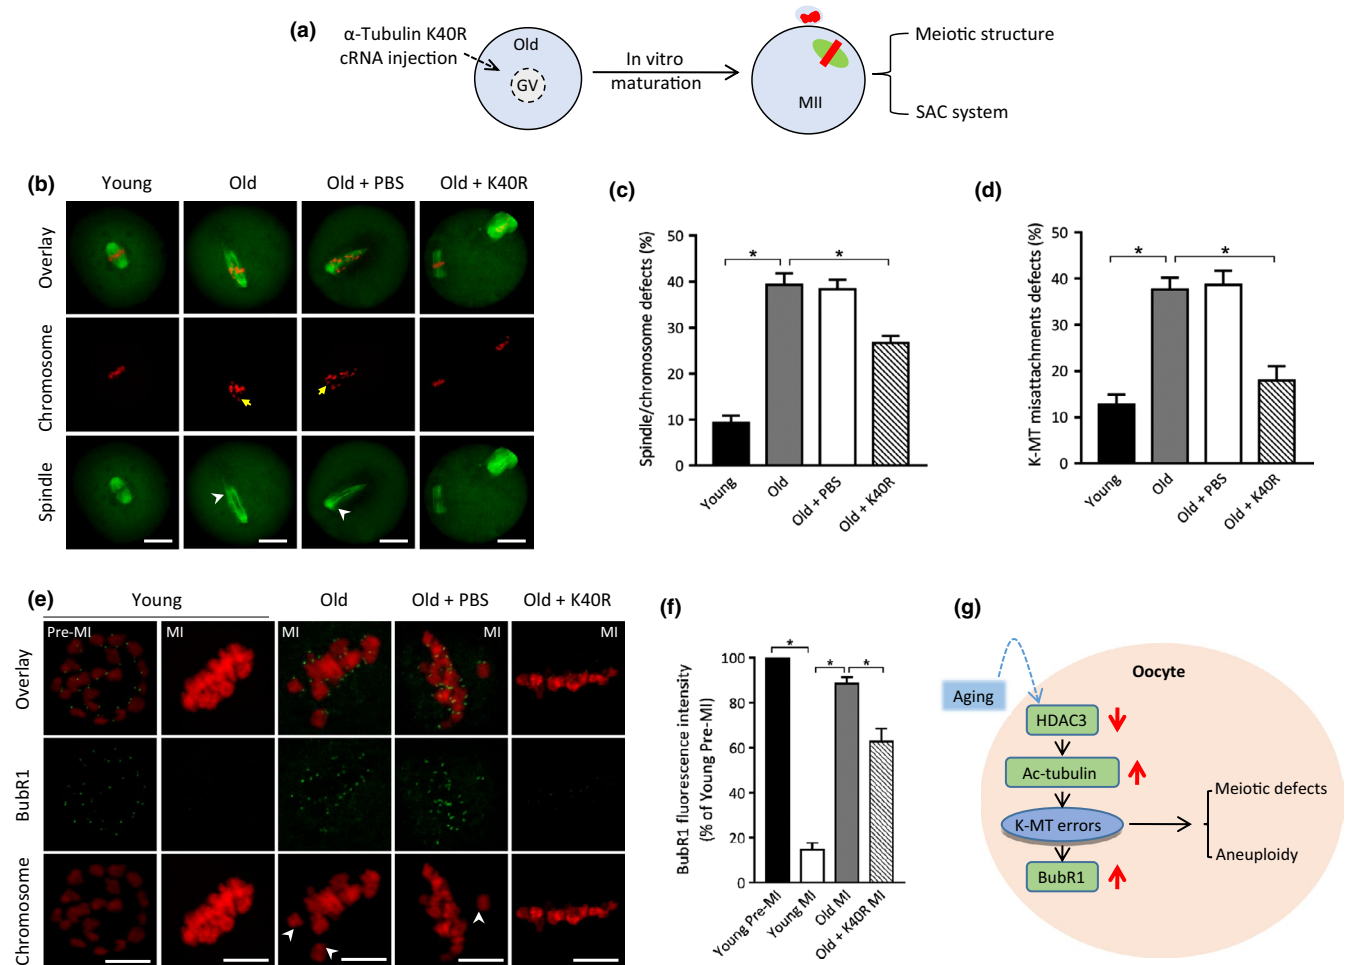 (a)
α-Tubulin K40R
cRNA injection
Old
GV
In vitro
maturation
MII
Meiotic structure
SAC system
(b)
Young
Old
Old + PBS
Old + K40R
Overlay
Chromosome
Spindle
(c)
Spindle/chromosome defects (%)
50
40
30
20
10
0
Young
Old
Old + PBS
Old + K40R
*
*
(d)
K-MT misattachments defects (%)
50
40
30
20
10
0
Young
Old
Old + PBS
Old + K40R
*
*
(e)
Young
Old
Old + PBS
Old + K40R
Pre-MI
MI
MI
MI
MI
Overlay
BubR1
Chromosome
(f)
BubR1 fluorescence intensity
(% of Young Pre-MI)
100
80
60
40
20
0
Young Pre-MI
Young MI
Old MI
Old + K40R MI
*
*
*
(g)
Oocyte
Aging
HDAC3
Ac-tubulin
K-MT errors
BubR1
Meiotic defects
Aneuploidy